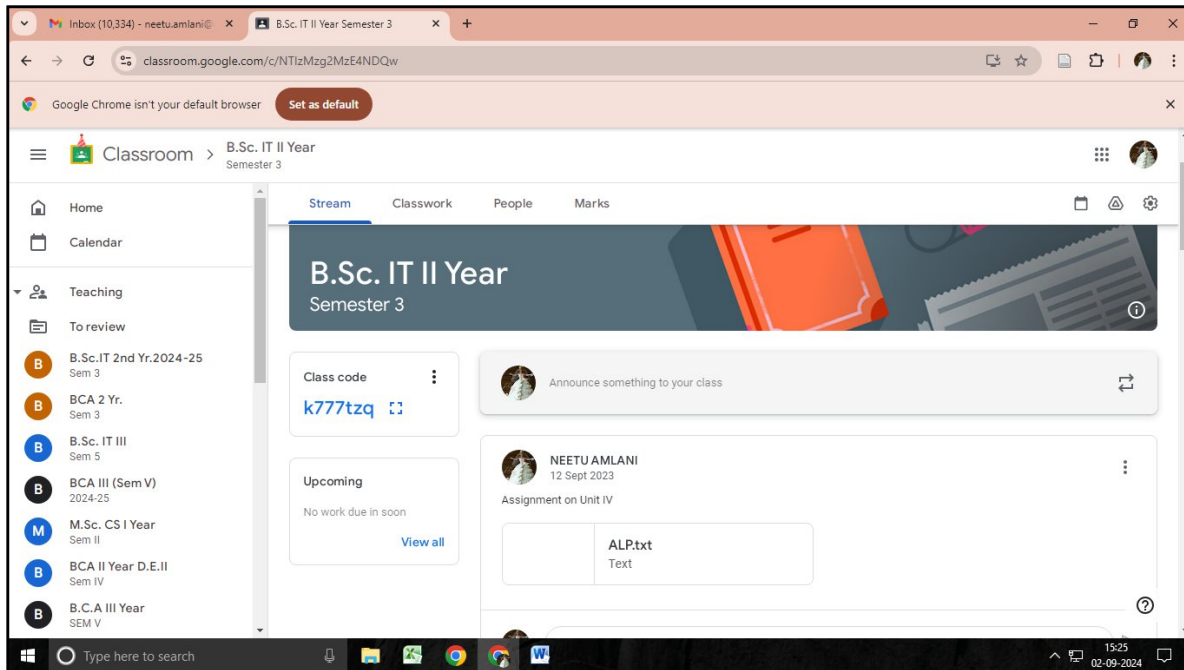 Inbox (10,334) - neetu.amlani@
B.Sc. IT II Year Semester 3
classroom.google.com/c/NTIzMzg2MzE4NDQw
Google Chrome isn't your default browser
Set as default
Classroom > B.Sc. IT II Year
Semester 3
Home
Calendar
Teaching
To review
B B.Sc.IT 2nd Yr.2024-25
Sem 3
B BCA 2 Yr.
Sem 3
B B.Sc. IT III
Sem 5
B BCA III (Sem V)
2024-25
M M.Sc. CS I Year
Sem II
B BCA II Year D.E.II
Sem IV
B B.C.A III Year
SEM V
Stream Classwork People Marks
B.Sc. IT II Year
Semester 3
Class code
k777tzq
Upcoming
No work due in soon
View all
Announce something to your class
NEETU AMLANI
12 Sept 2023
Assignment on Unit IV
ALP.txt
Text
Type here to search
15:25
02-09-2024